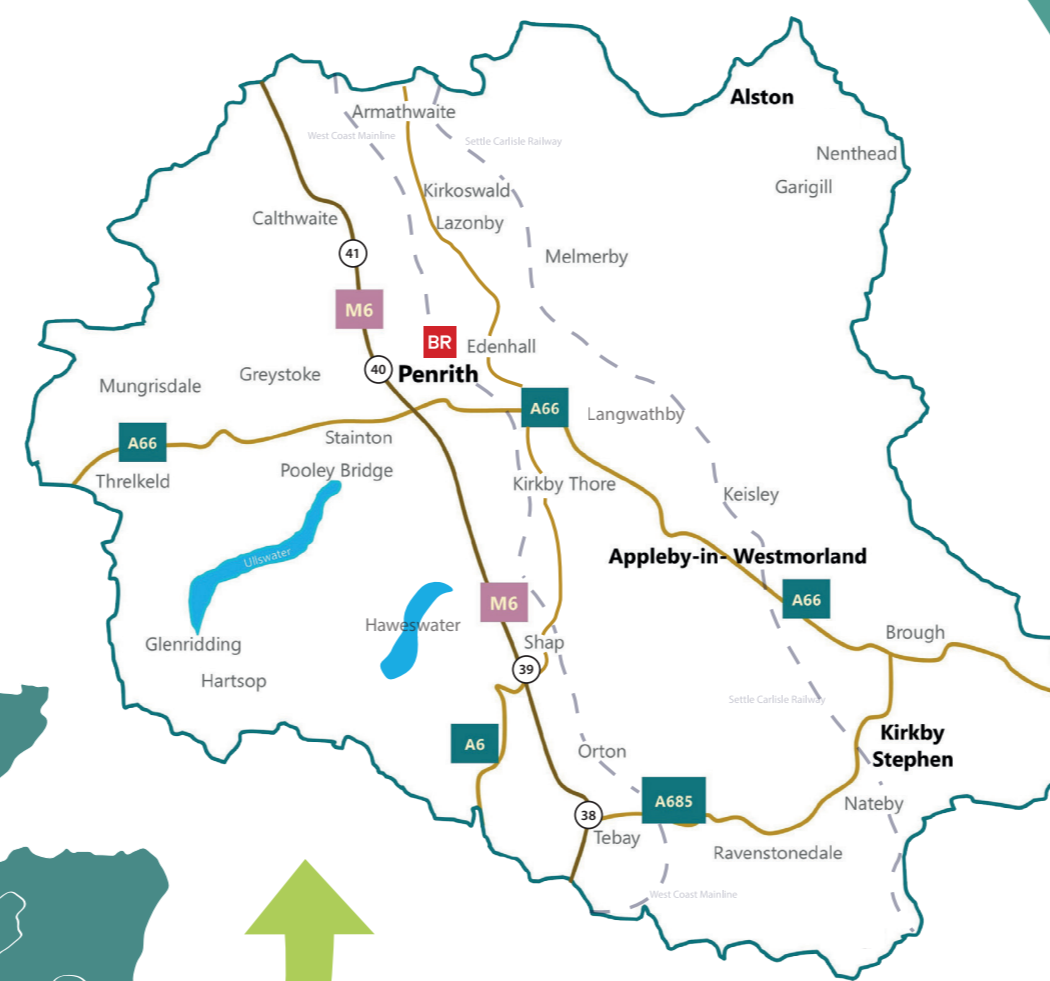 Alston
Armathwaite
West Coast Mainline
Settle Carlisle Railway
Nenthead
Garigill
Kirkoswald
Calthwaite
Lazonby
41
Melmerby
M6
BR
Edenhall
40
Penrith
Greystoke
Mungrisdale
A66
Langwathby
Stainton
A66
Pooley Bridge
Threlkeld
Kirkby Thore
Keisley
Ullswater
Appleby-in- Westmorland
M6
A66
Haweswater
Glenridding
Shap
Brough
39
Hartsop
Settle Carlisle Railway
A6
Kirkby
Stephen
Orton
A685
Nateby
38
Tebay
Ravenstonedale
West Coast Mainline